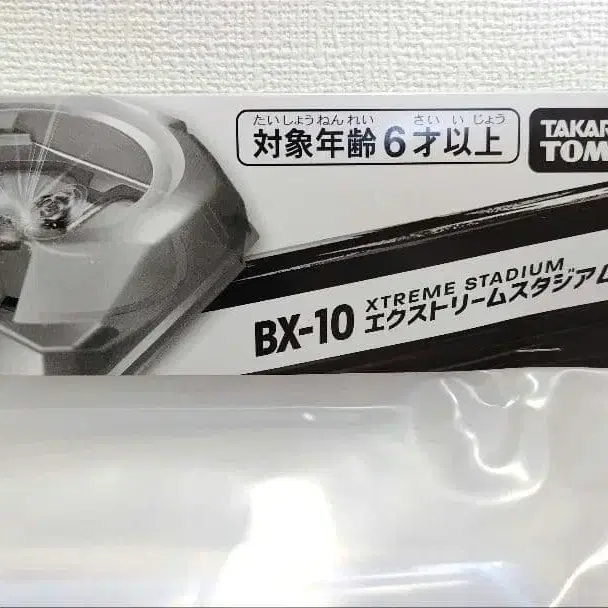 たいしょうねんれい さい いじょう
対象年齢6才以上
TAKAR
TOM
XTREME STADIUM
BX-10 エクストリームスタジアム